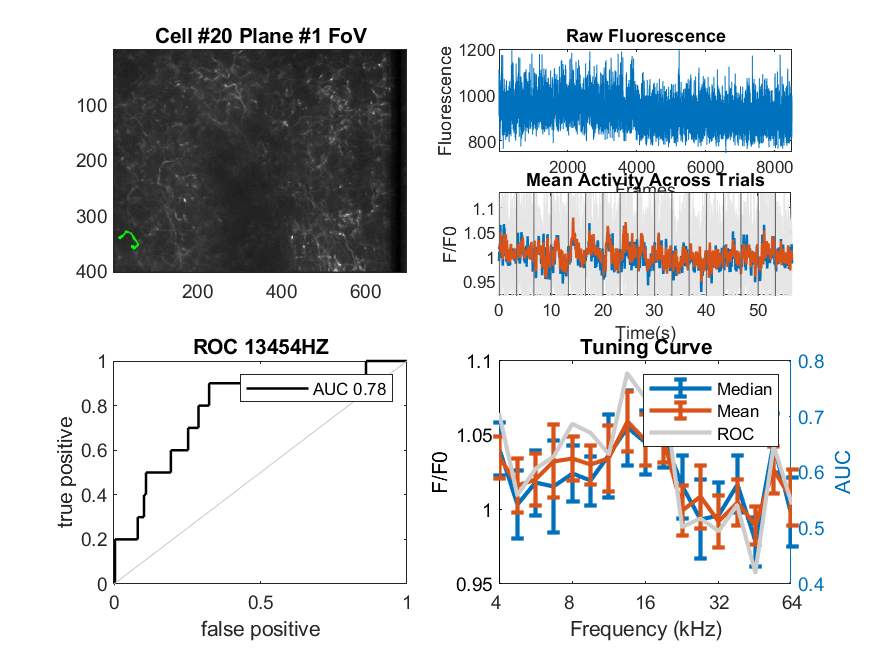 Cell #20 Plane #1 FoV
100
200
300
400
200 400 600
Raw Fluorescence
Fluorescence
1200
1000
800
2000 4000 6000 8000
Frames
Mean Activity Across Trials
F/F0
1.1
1.05
1
0.95
0 10 20 30 40 50
Time(s)
ROC 13454HZ
true positive
1
0.8
0.6
0.4
0.2
0
AUC 0.78
0 0.5 1
false positive
Tuning Curve
F/F0
1.1
1.05
1
0.95
Median
Mean
ROC
0.8
0.7
0.6
0.5
0.4
AUC
4 8 16 32 64
Frequency (kHz)